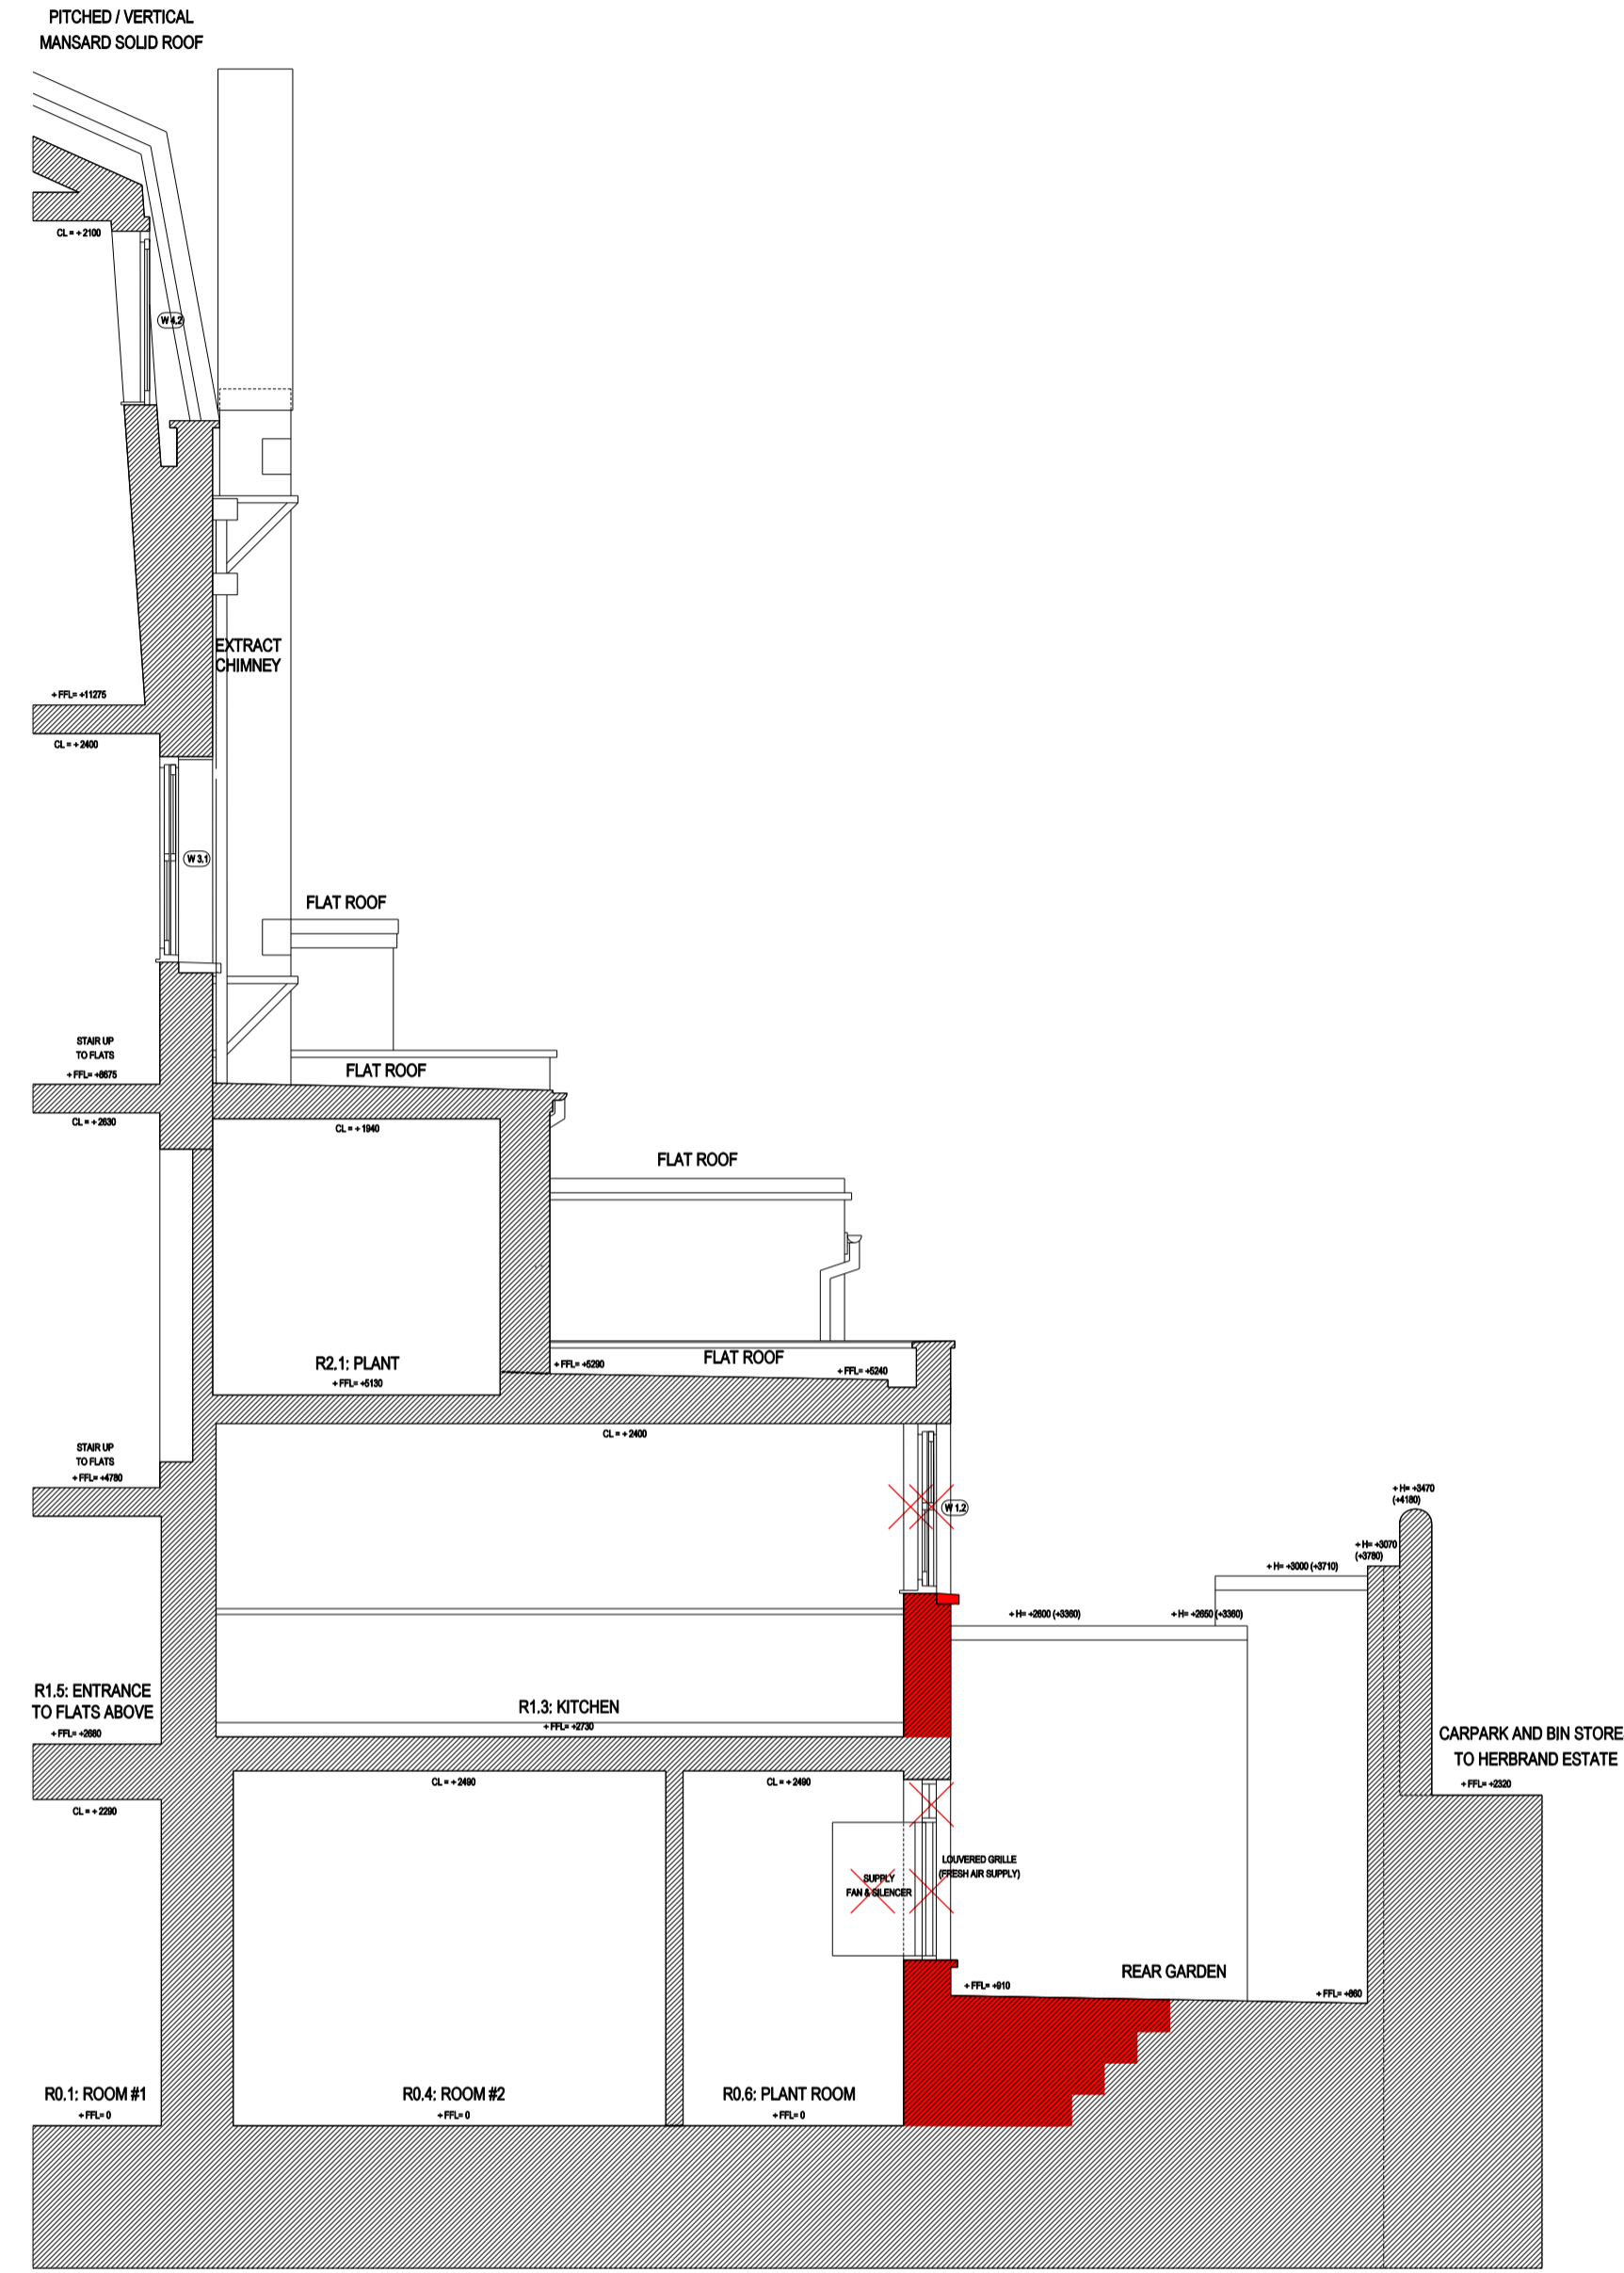 PITCHED / VERTICAL
MANSARD SOLID ROOF
CL = + 2100
W 4.2
EXTRACT
CHIMNEY
+ FFL= +11275
CL = + 2400
W 3.1
FLAT ROOF
STAIR UP
TO FLATS
+ FFL= +8675
FLAT ROOF
CL = + 2630
CL = + 1940
FLAT ROOF
R2.1: PLANT
+ FFL= +5130
+ FFL= +5290
FLAT ROOF
+ FFL= +5240
CL = + 2400
STAIR UP
TO FLATS
+ FFL= +4780
W 1.2
+ H= +3470
(+4180)
+ H= +3070
(+3780)
+ H= +3000 (+3710)
+ H= +2600 (+3360)
+ H= +2650 (+3360)
R1.5: ENTRANCE
TO FLATS ABOVE
+ FFL= +2680
R1.3: KITCHEN
+ FFL= +2730
CARPARK AND BIN STORE
TO HERBRAND ESTATE
+ FFL= +2320
CL = + 2290
CL = + 2490
CL = + 2490
SUPPLY
FAN & SILENCER
LOUVERED GRILLE
(FRESH AIR SUPPLY)
REAR GARDEN
+ FFL= +910
+ FFL= +860
R0.1: ROOM #1
+ FFL= 0
R0.4: ROOM #2
+ FFL= 0
R0.6: PLANT ROOM
+ FFL= 0